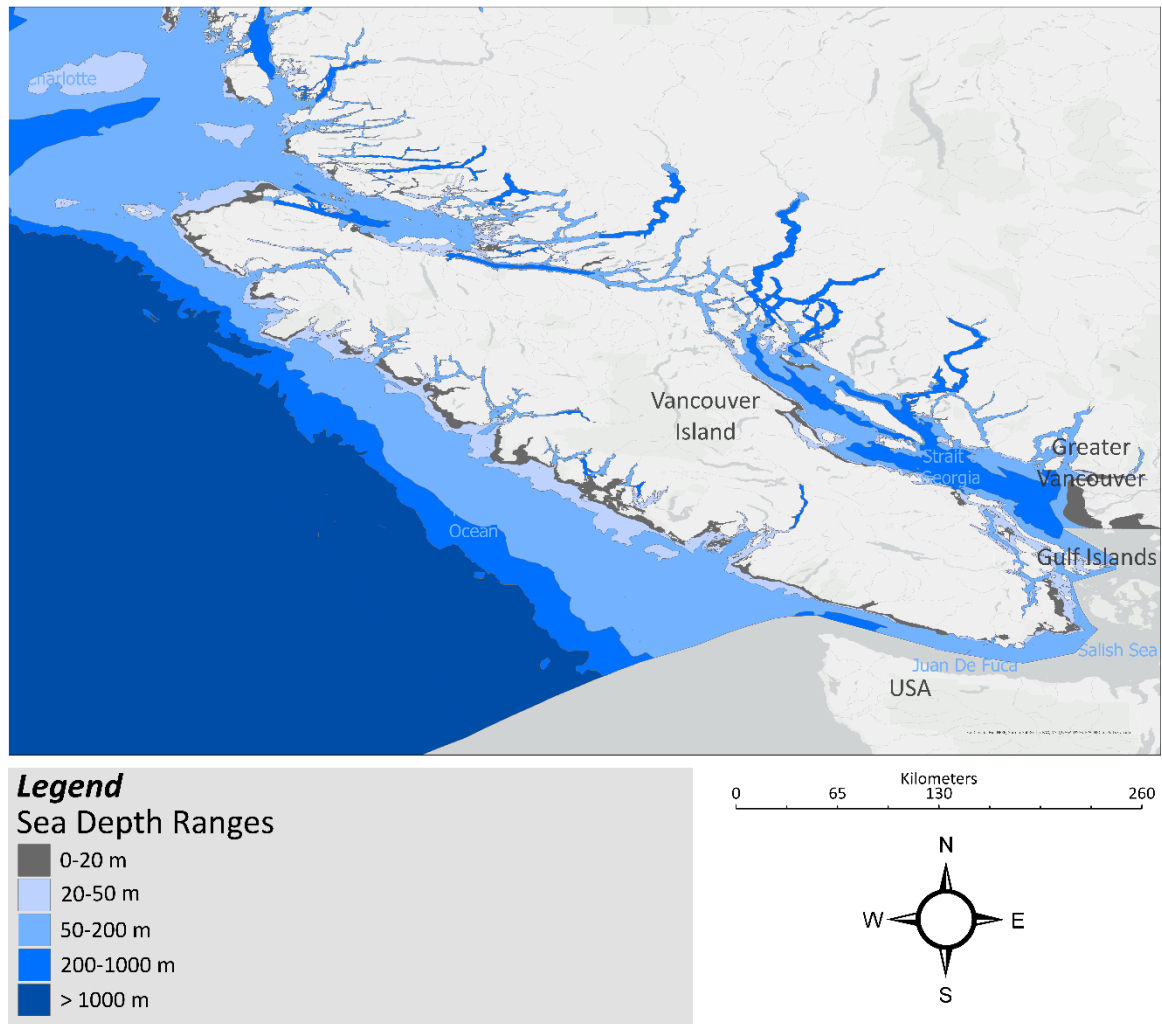 Charlotte
Vancouver
Island
Strait
Georgia
Greater
Vancouver
Ocean
Gulf Islands
Salish Sea
Juan De Fuca
USA
Legend
Sea Depth Ranges
0-20 m
20-50 m
50-200 m
200-1000 m
> 1000 m
Kilometers
0 65 130 260
N
W E
S